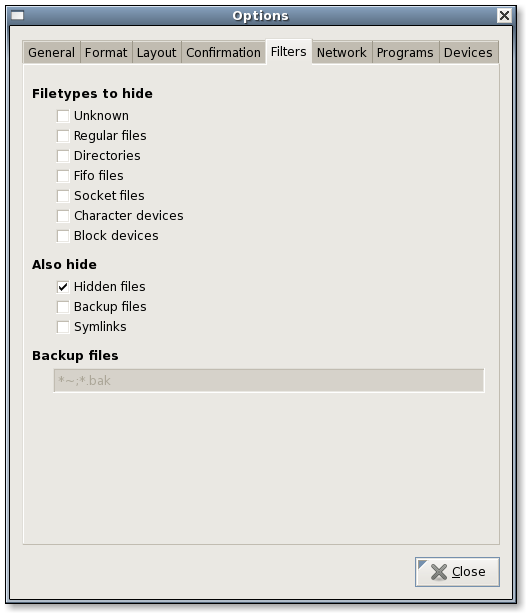 Options
General Format Layout Confirmation Filters Network Programs Devices
Filetypes to hide
Unknown
Regular files
Directories
Fifo files
Socket files
Character devices
Block devices
Also hide
Hidden files
Backup files
Symlinks
Backup files
*~;*.bak
Close